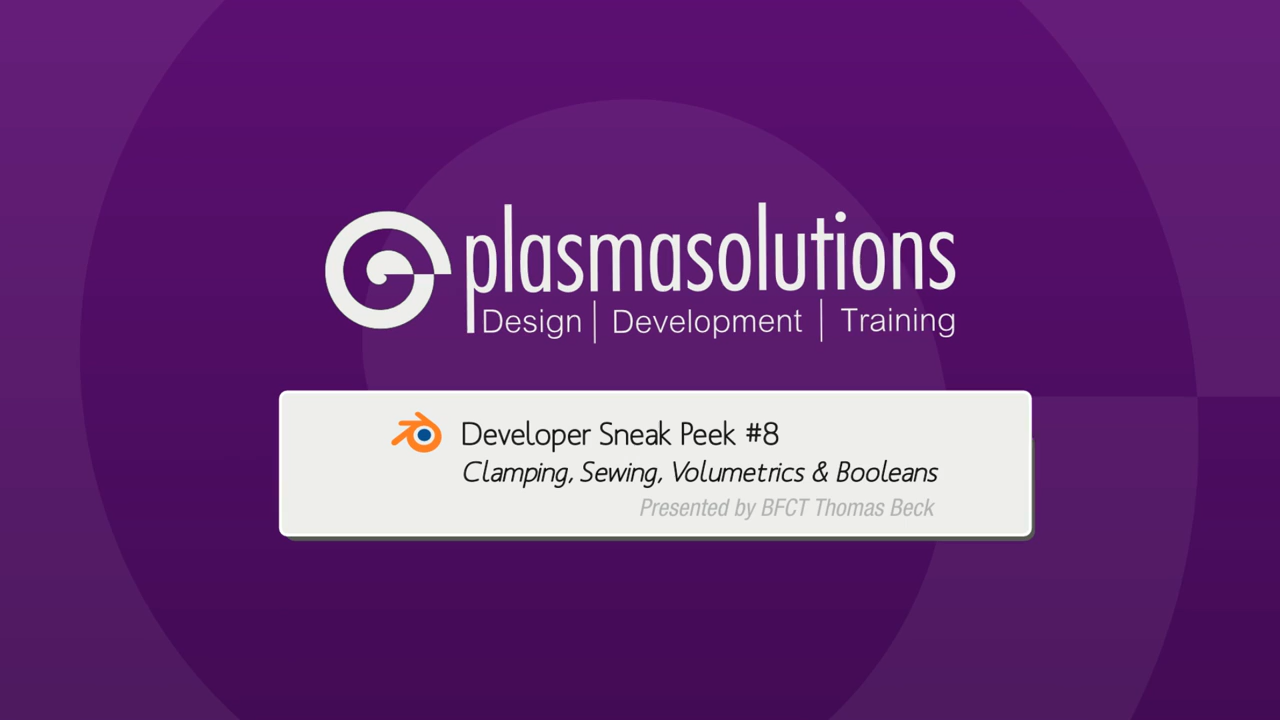 plasmasolutions
Design | Development | Training
Developer Sneak Peek #8
Clamping, Sewing, Volumetrics & Booleans
Presented by BFCT Thomas Beck